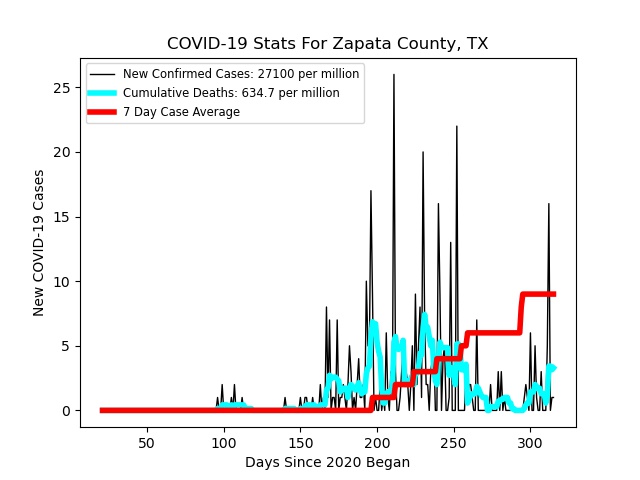 COVID-19 Stats For Zapata County, TX
New Confirmed Cases: 27100 per million
Cumulative Deaths: 634.7 per million
7 Day Case Average
25
20
15
10
5
0
New COVID-19 Cases
50 100 150 200 250 300
Days Since 2020 Began